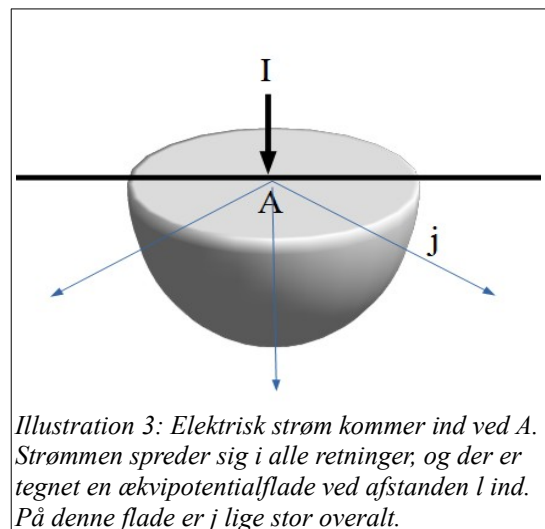 I
A
j
Illustration 3: Elektrisk strøm kommer ind ved A.
Strømmen spreder sig i alle retninger, og der er
tegnet en ækvipotentialflade ved afstanden l ind.
På denne flade er j lige stor overalt.